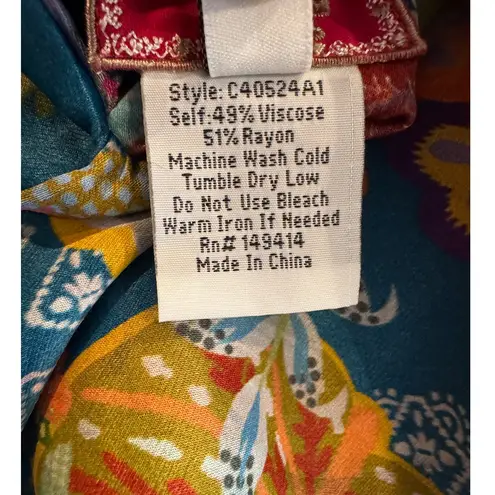 Style: C40524A1
Self:49% Viscose
51% Rayon
Machine Wash Cold
Tumble Dry Low
Do Not Use Bleach
Warm Iron If Needed
Rn# 149414
Made In China